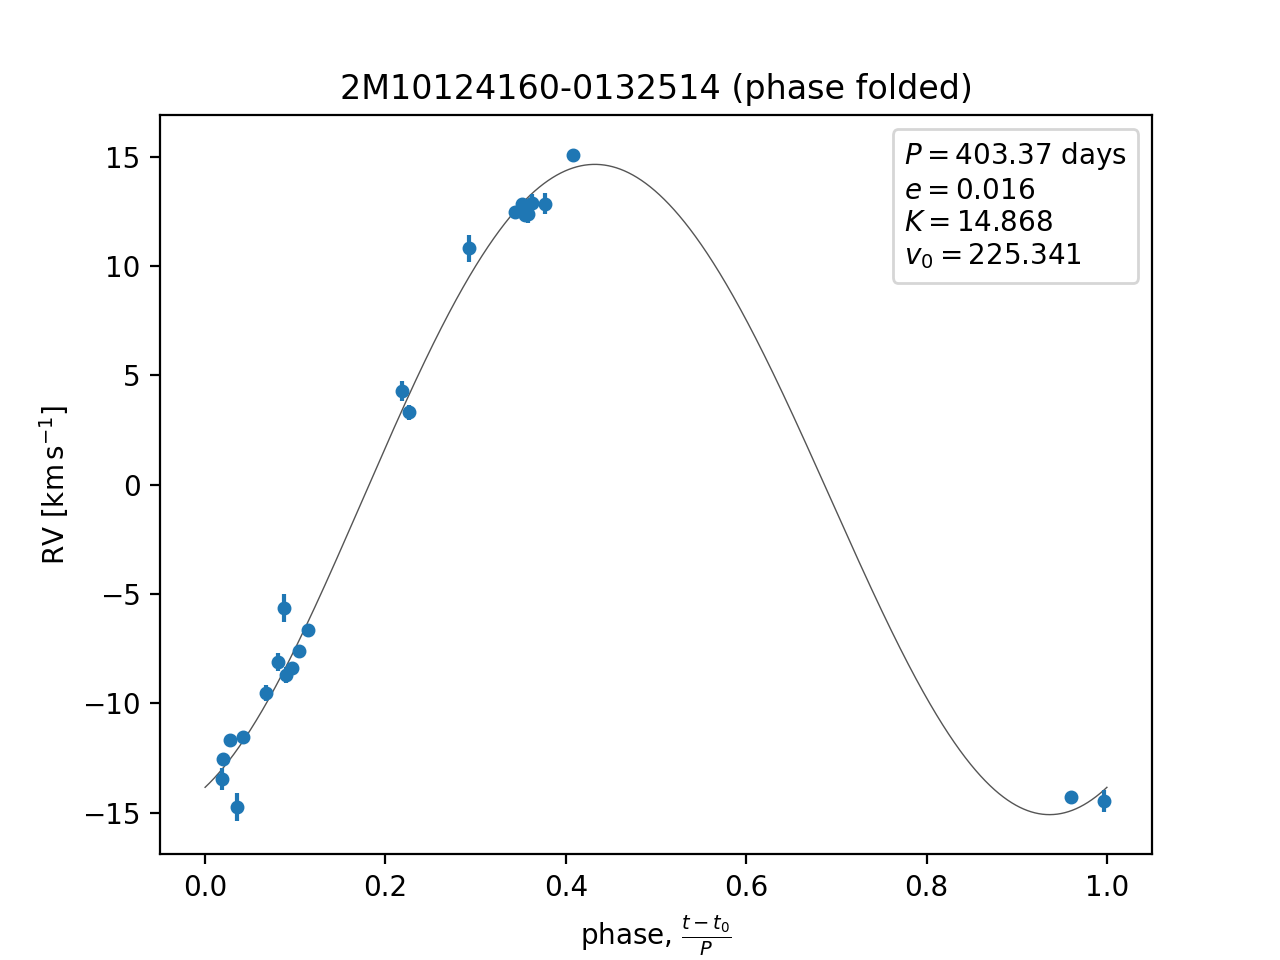 2M10124160-0132514 (phase folded)
P = 403.37 days
e = 0.016
K = 14.868
v₀ = 225.341
RV [km s⁻¹]
15
10
5
0
−5
−10
−15
0.0 0.2 0.4 0.6 0.8 1.0
phase, (t − t₀)/P